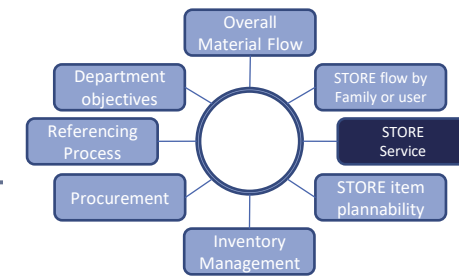 Overall
Material Flow
Department
objectives
STORE flow by
Family or user
Referencing
Process
STORE
Service
Procurement
STORE item
plannability
Inventory
Management